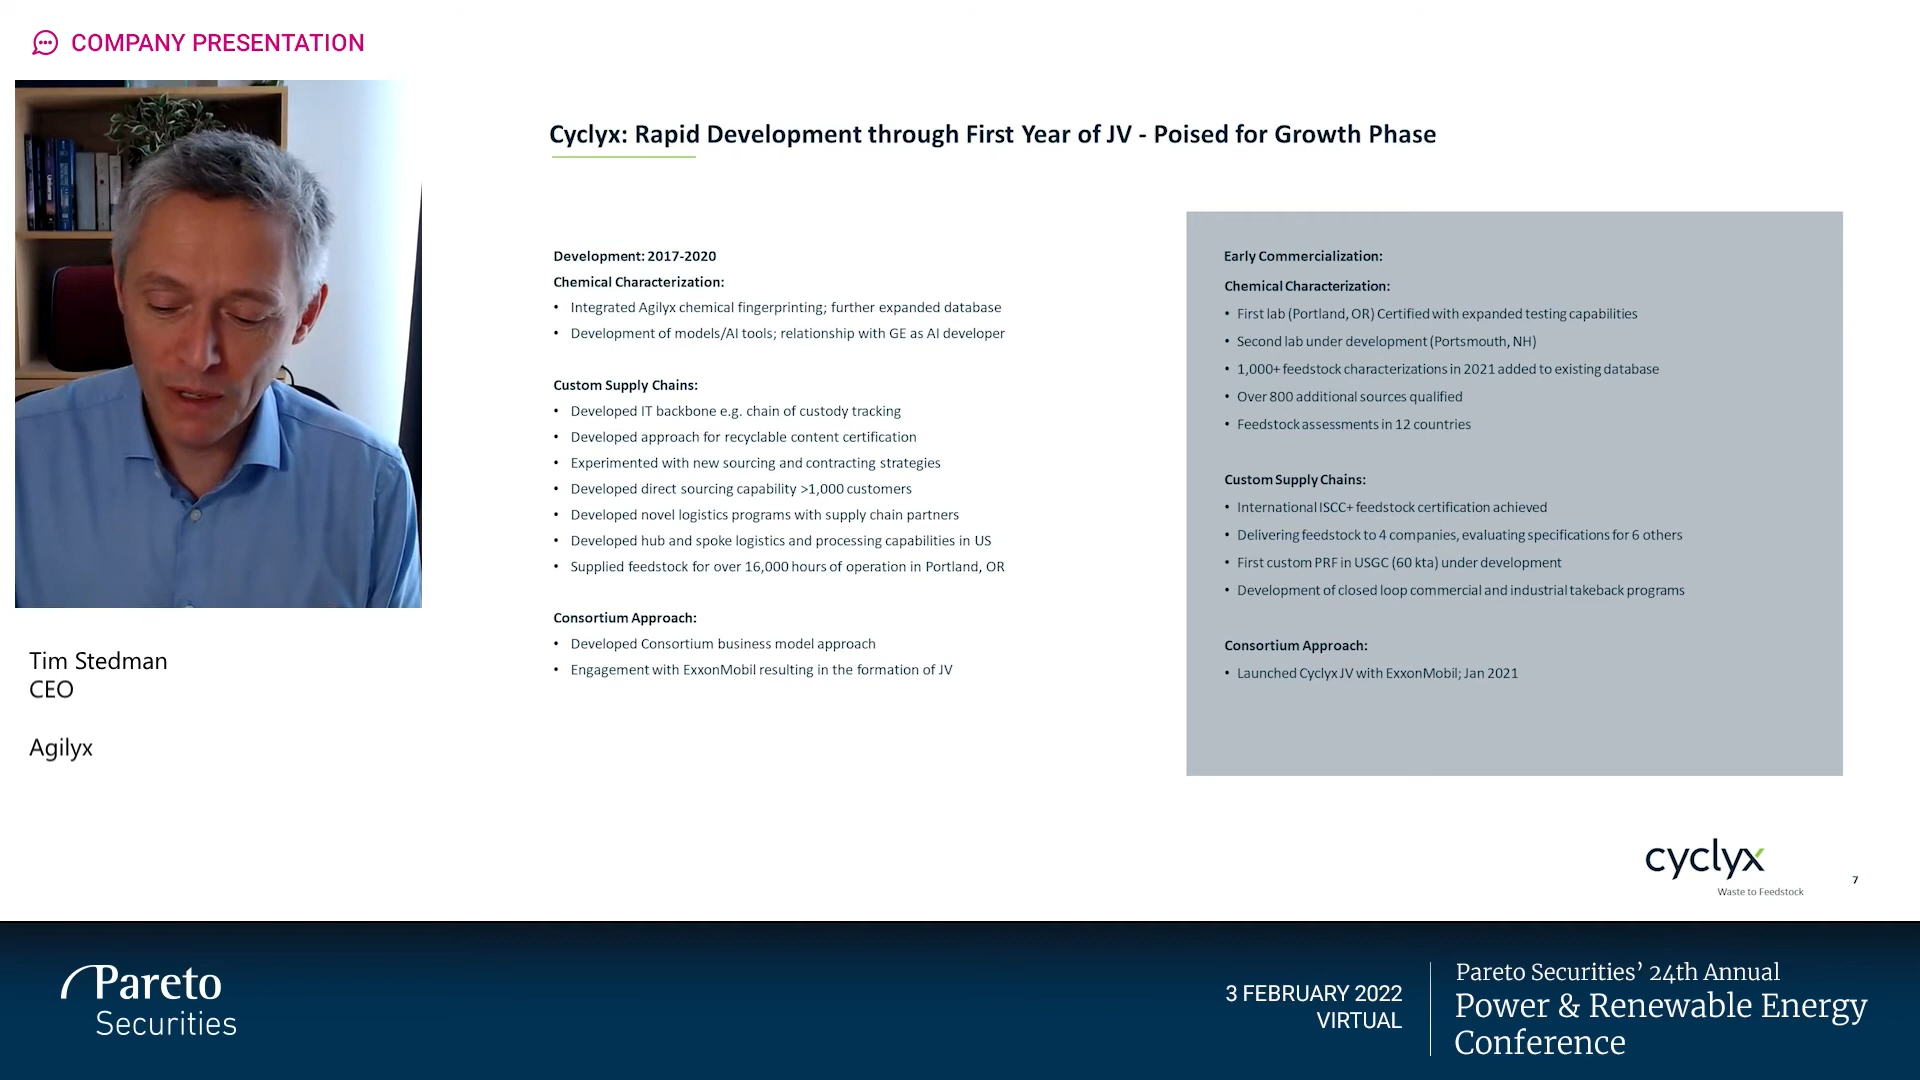 COMPANY PRESENTATION
Cyclyx: Rapid Development through First Year of JV - Poised for Growth Phase
Development: 2017-2020
Chemical Characterization:
• Integrated Agilyx chemical fingerprinting; further expanded database
• Development of models/AI tools; relationship with GE as AI developer
Custom Supply Chains:
• Developed IT backbone e.g. chain of custody tracking
• Developed approach for recyclable content certification
• Experimented with new sourcing and contracting strategies
• Developed direct sourcing capability >1,000 customers
• Developed novel logistics programs with supply chain partners
• Developed hub and spoke logistics and processing capabilities in US
• Supplied feedstock for over 16,000 hours of operation in Portland, OR
Consortium Approach:
• Developed Consortium business model approach
• Engagement with ExxonMobil resulting in the formation of JV
Early Commercialization:
Chemical Characterization:
• First lab (Portland, OR) Certified with expanded testing capabilities
• Second lab under development (Portsmouth, NH)
• 1,000+ feedstock characterizations in 2021 added to existing database
• Over 800 additional sources qualified
• Feedstock assessments in 12 countries
Custom Supply Chains:
• International ISCC+ feedstock certification achieved
• Delivering feedstock to 4 companies, evaluating specifications for 6 others
• First custom PRF in USGC (60 kta) under development
• Development of closed loop commercial and industrial takeback programs
Consortium Approach:
• Launched Cyclyx JV with ExxonMobil; Jan 2021
Tim Stedman
CEO
Agilyx
cyclyx
Waste to Feedstock
7
Pareto
Securities
3 FEBRUARY 2022
VIRTUAL
Pareto Securities’ 24th Annual
Power & Renewable Energy
Conference